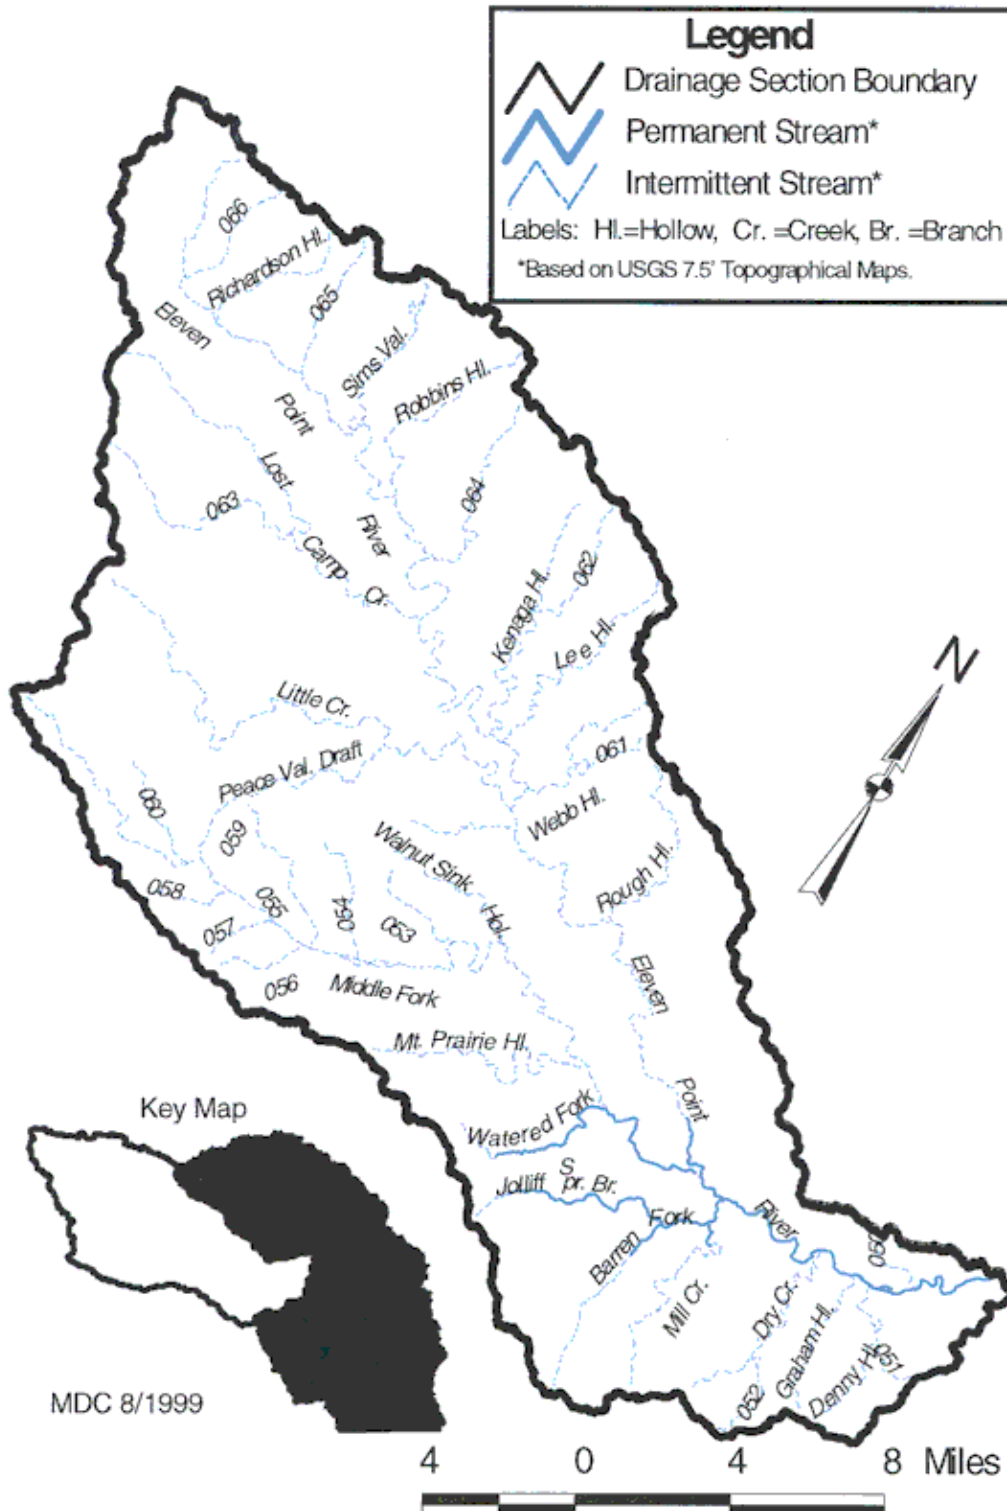 Legend
Drainage Section Boundary
Permanent Stream*
Intermittent Stream*
Labels: Hl.=Hollow, Cr. =Creek, Br. =Branch
*Based on USGS 7.5' Topographical Maps.
066
Richardson Hl.
065
Eleven
Sims Val.
Robbins Hl.
Point
Lost
063
064
River
Camp
Cr.
062
Kenaga Hl.
Lee Hl.
N
Little Cr.
061
Peace Val. Draft
060
059
Webb Hl.
Walnut Sink
Rough Hl.
058
055
054
053
Hol.
057
Eleven
056
Middle Fork
Mt. Prairie Hl.
Point
Key Map
Watered Fork
Jolliff
S
pr. Br.
River
Fork
Barren
050
Mill Cr.
Dry Cr.
Graham Hl.
051
Denny Hl.
052
MDC 8/1999
4 0 4 8 Miles